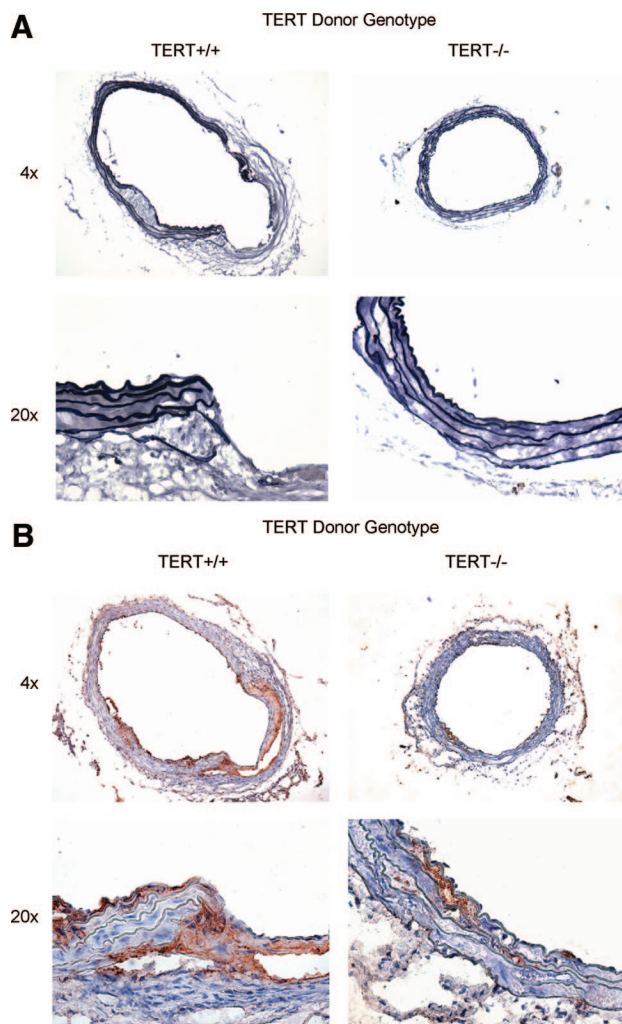 A
TERT Donor Genotype
TERT+/+ TERT-/-
4x
20x
B
TERT Donor Genotype
TERT+/+ TERT-/-
4x
20x